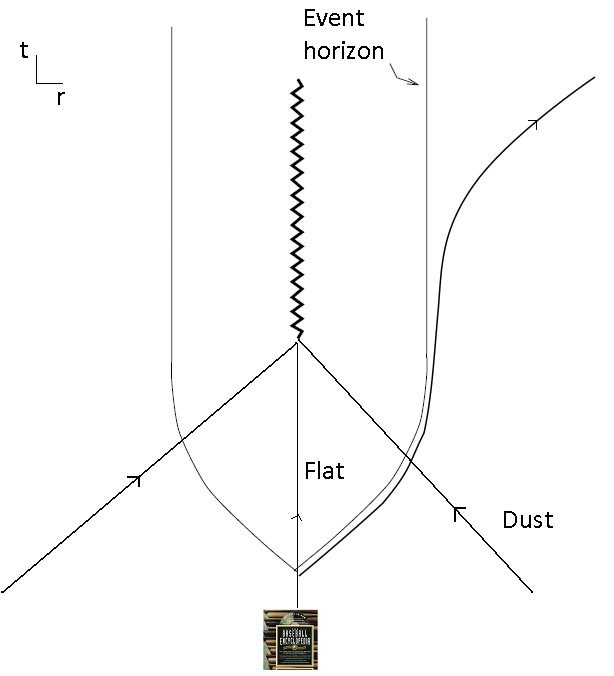 Event
horizon
t
r
Flat
Dust
BASEBALL
ENCYCLOPEDIA